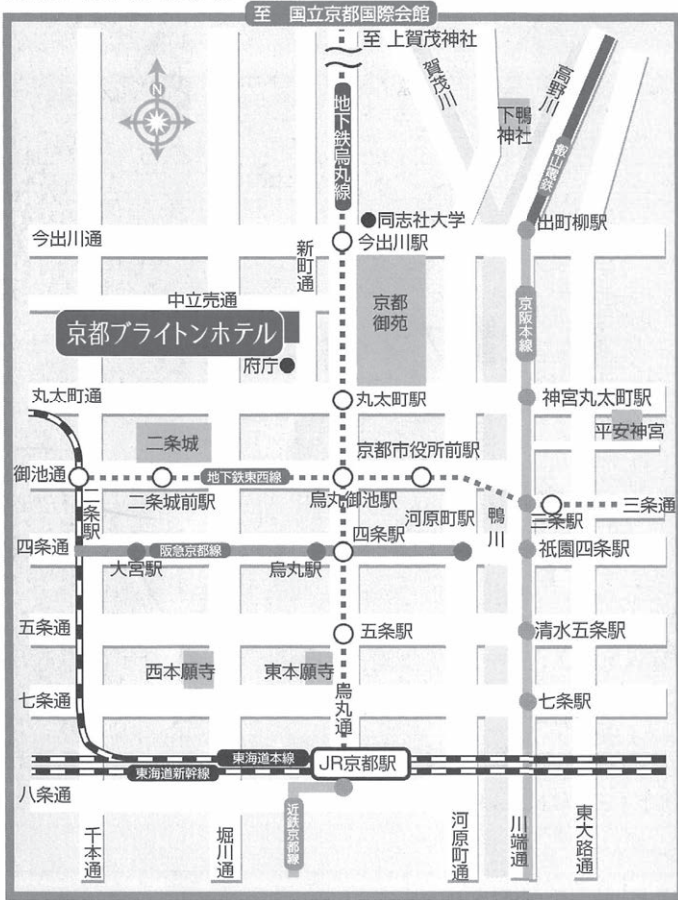 至 国立京都国際会館
至 上賀茂神社
N
地下鉄烏丸線
賀茂川
高野川
下鴨
神社
叡山電鉄
同志社大学
出町柳駅
今出川通
新町通
今出川駅
中立売通
京都
御苑
京阪本線
京都ブライトンホテル
府庁
丸太町通
丸太町駅
神宮丸太町駅
二条城
京都市役所前駅
平安神宮
御池通
地下鉄東西線
二条駅
二条城前駅
烏丸御池駅
河原町駅
鴨川
三条駅
三条通
四条通
阪急京都線
四条駅
祇園四条駅
大宮駅
烏丸駅
五条通
五条駅
清水五条駅
西本願寺
東本願寺
烏丸通
七条通
七条駅
東海道本線
JR京都駅
東海道新幹線
八条通
近鉄京都線
千本通
堀川通
河原町通
川端通
東大路通